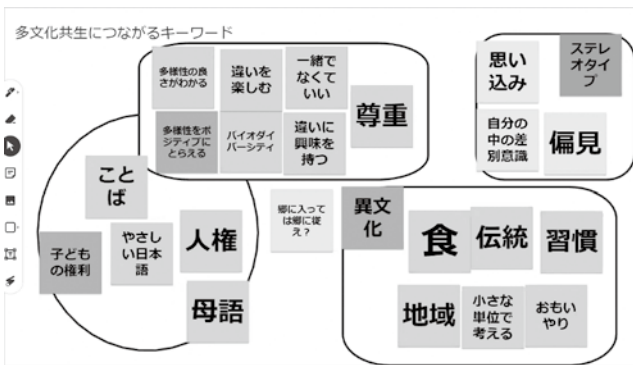 多文化共生につながるキーワード
多様性の良
さがわかる
違いを
楽しむ
一緒で
なくて
いい
尊重
多様性をポ
ジティブに
とらえる
バイオダイ
バーシティ
違いに
興味を
持つ
思い
込み
ステレ
オタイ
プ
自分の
中の差
別意識
偏見
こと
ば
子ども
の権利
やさし
い日本
語
人権
母語
郷に入って
は郷に従
え？
異文
化
食
伝統
習慣
地域
小さな
単位で
考える
おもい
やり